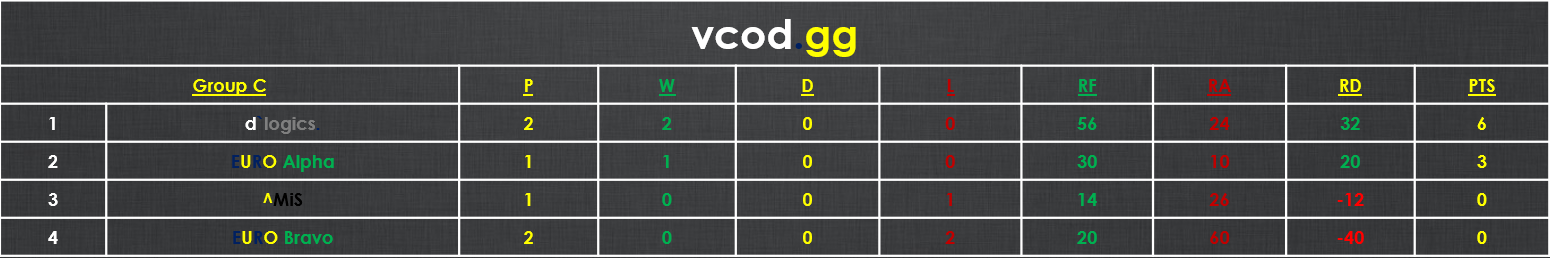 vcod.gg
Group C P W D L RF RA RD PTS
1 d`logics. 2 2 0 0 56 24 32 6
2 EURO Alpha 1 1 0 0 30 10 20 3
3 ^MiS 1 0 0 1 14 26 -12 0
4 EURO Bravo 2 0 0 2 20 60 -40 0